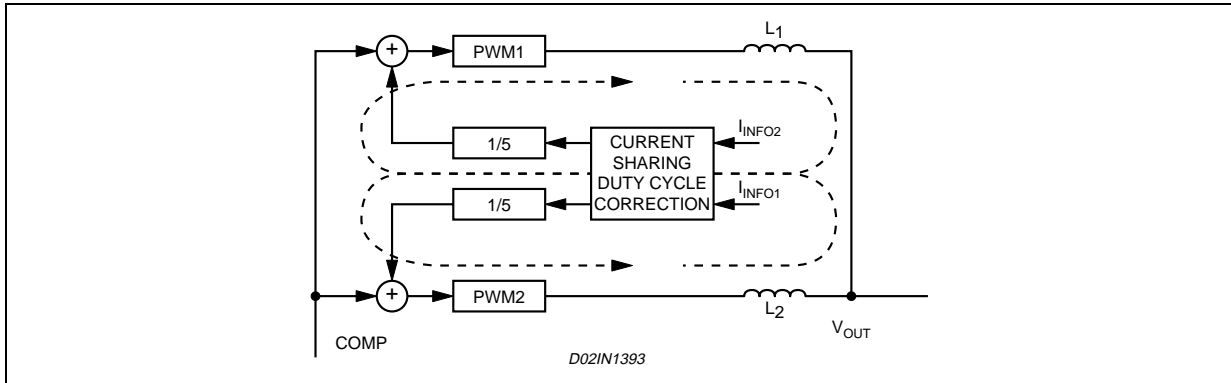 L1
+
PWM1
1/5
CURRENT
SHARING
DUTY CYCLE
CORRECTION
IINFO2
1/5
IINFO1
+
PWM2
L2
COMP
VOUT
D02IN1393